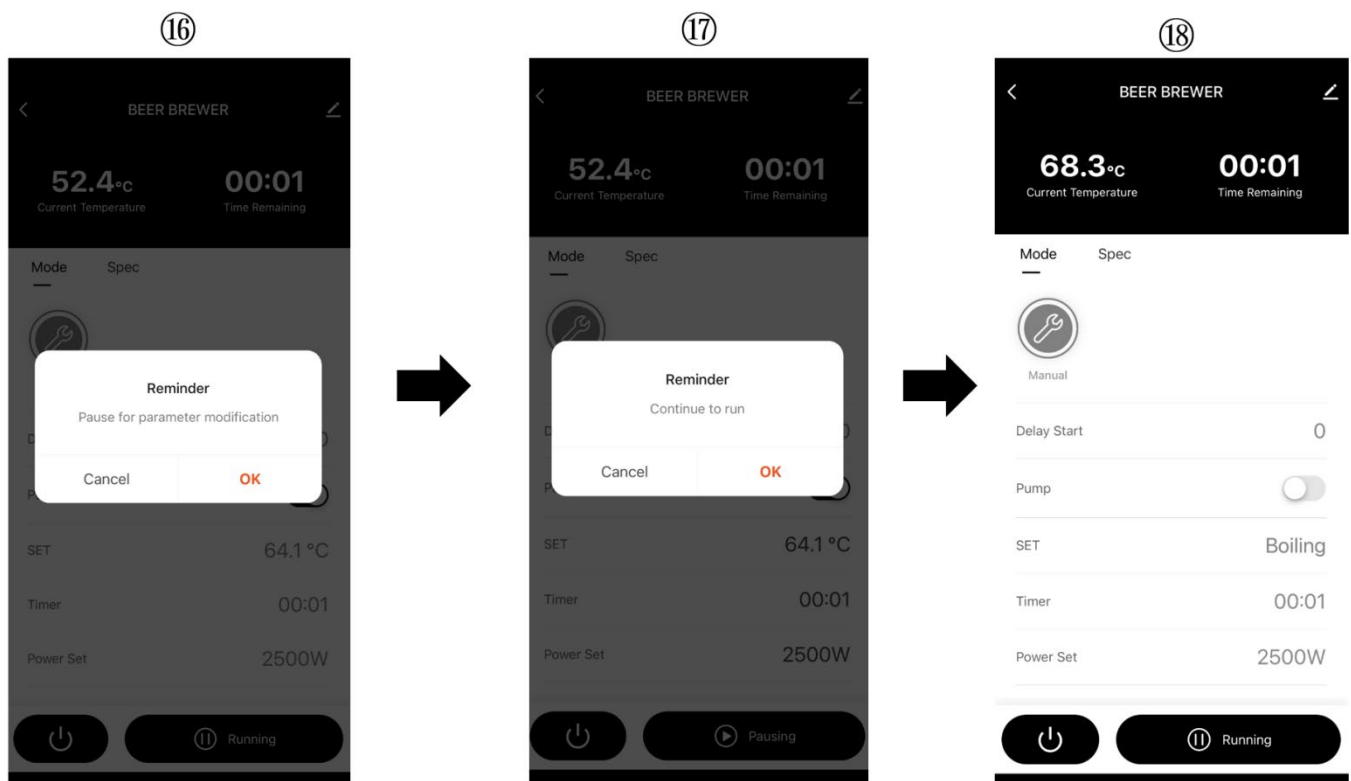 ⑯
BEER BREWER
52.4°C
00:01
Current Temperature
Time Remaining
Mode
Spec
Reminder
Pause for parameter modification
Cancel
OK
SET
64.1 °C
Timer
00:01
Power Set
2500W
Running
⑰
BEER BREWER
52.4°C
00:01
Current Temperature
Time Remaining
Mode
Spec
Reminder
Continue to run
Cancel
OK
SET
64.1 °C
Timer
00:01
Power Set
2500W
Pausing
⑱
BEER BREWER
68.3°C
00:01
Current Temperature
Time Remaining
Mode
Spec
Manual
Delay Start
0
Pump
SET
Boiling
Timer
00:01
Power Set
2500W
Running